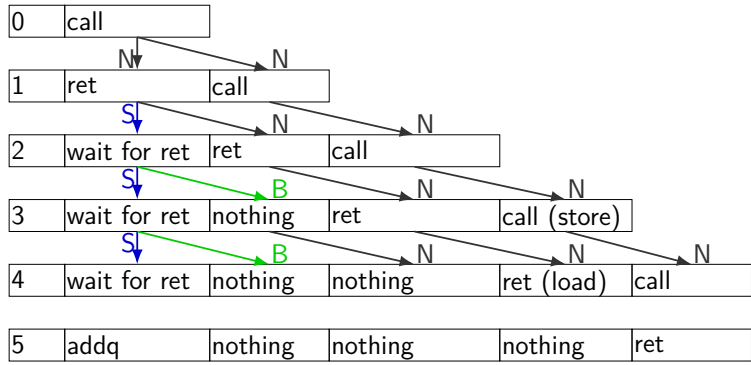 0 call
N N
1 ret call
S N N
2 wait for ret ret call
S B N N
3 wait for ret nothing ret call (store)
S B N N N
4 wait for ret nothing nothing ret (load) call
5 addq nothing nothing nothing ret